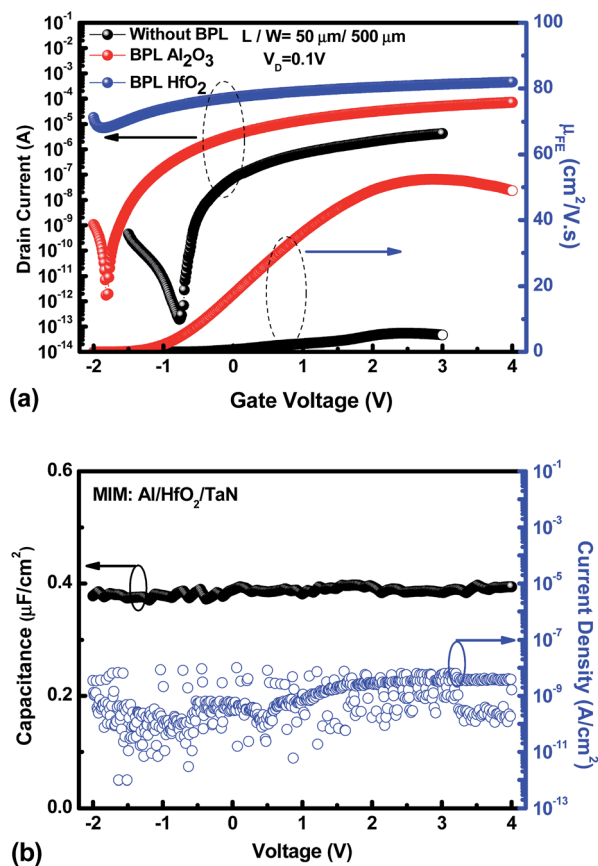 Without BPL L / W= 50 μm/ 500 μm
BPL Al₂O₃ V_D=0.1V
BPL HfO₂
10⁻¹
10⁻²
10⁻³
10⁻⁴
10⁻⁵
10⁻⁶
10⁻⁷
10⁻⁸
10⁻⁹
10⁻¹⁰
10⁻¹¹
10⁻¹²
10⁻¹³
10⁻¹⁴
Drain Current (A)
100
80
60
40
20
0
μ_FE (cm²/V.s)
-2 -1 0 1 2 3 4
Gate Voltage (V)
(a)
MIM: Al/HfO₂/TaN
0.6
0.4
0.2
0.0
Capacitance (μF/cm²)
10⁻¹
10⁻³
10⁻⁵
10⁻⁷
10⁻⁹
10⁻¹¹
10⁻¹³
Current Density (A/cm²)
-2 -1 0 1 2 3 4
Voltage (V)
(b)